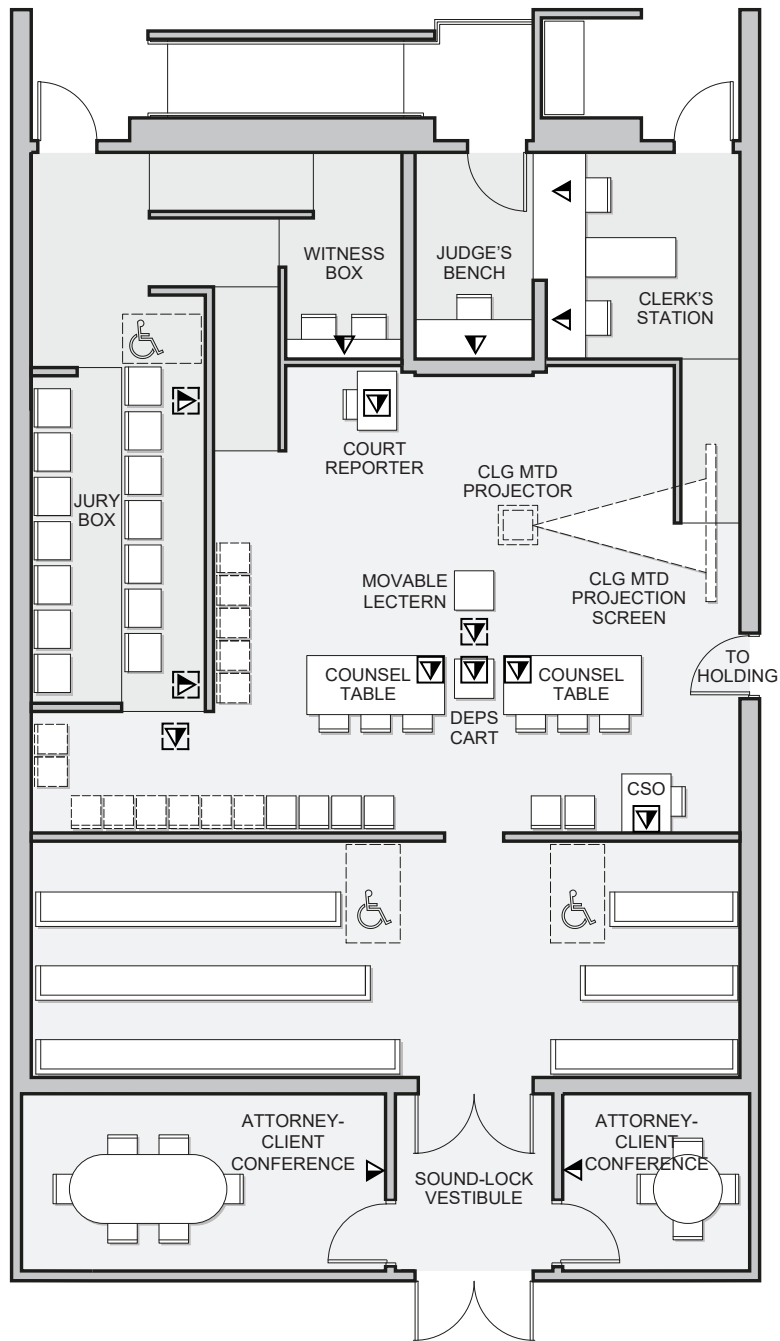 WITNESS
BOX
JUDGE'S
BENCH
CLERK'S
STATION
COURT
REPORTER
CLG MTD
PROJECTOR
JURY
BOX
MOVABLE
LECTERN
CLG MTD
PROJECTION
SCREEN
TO
HOLDING
COUNSEL
TABLE
COUNSEL
TABLE
DEPS
CART
CSO
ATTORNEY-
CLIENT
CONFERENCE
SOUND-LOCK
VESTIBULE
ATTORNEY-
CLIENT
CONFERENCE